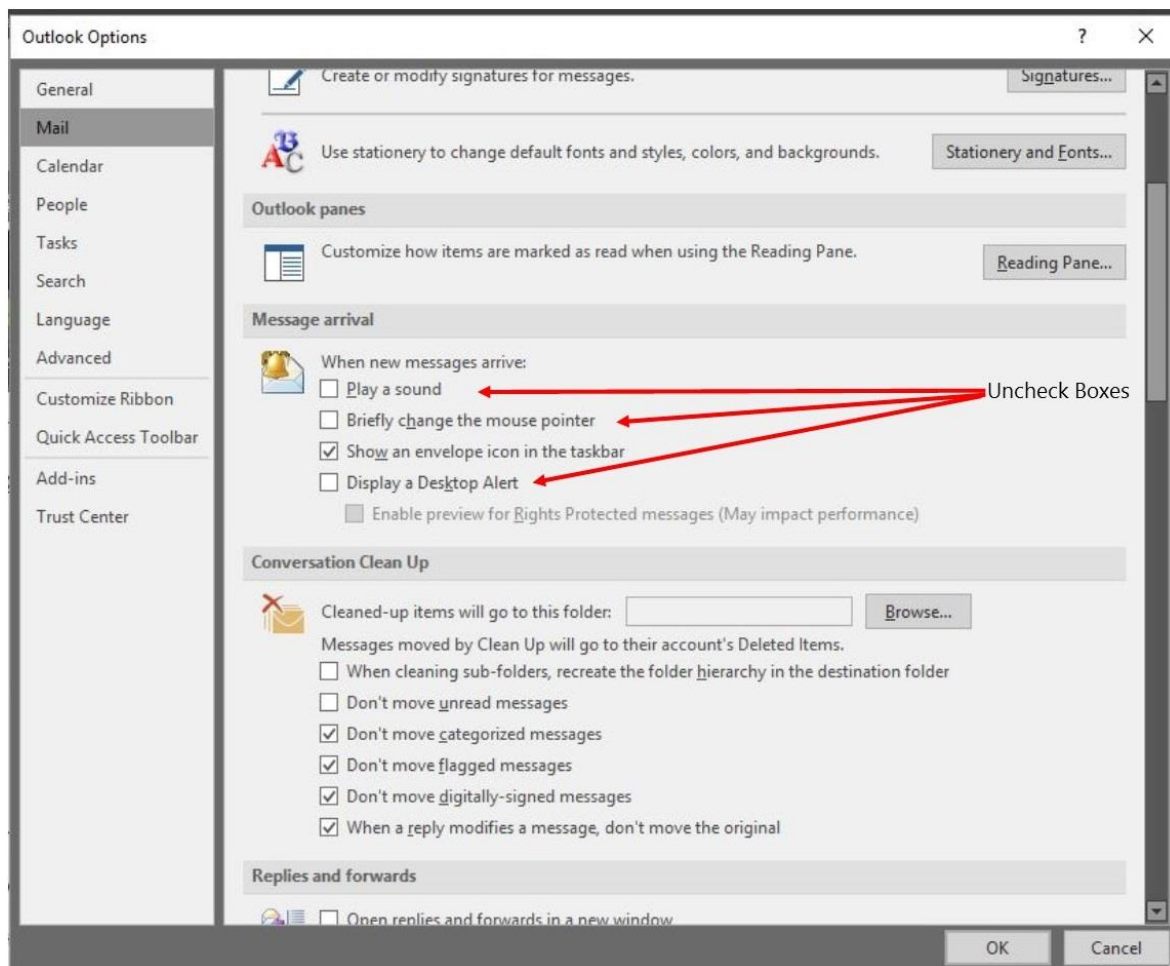 Outlook Options
?
General
Mail
Calendar
People
Tasks
Search
Language
Advanced
Customize Ribbon
Quick Access Toolbar
Add-ins
Trust Center
Create or modify signatures for messages.
Signatures...
Use stationery to change default fonts and styles, colors, and backgrounds.
Stationery and Fonts...
Outlook panes
Customize how items are marked as read when using the Reading Pane.
Reading Pane...
Message arrival
When new messages arrive:
Play a sound
Uncheck Boxes
Briefly change the mouse pointer
Show an envelope icon in the taskbar
Display a Desktop Alert
Enable preview for Rights Protected messages (May impact performance)
Conversation Clean Up
Cleaned-up items will go to this folder:
Browse...
Messages moved by Clean Up will go to their account's Deleted Items.
When cleaning sub-folders, recreate the folder hierarchy in the destination folder
Don't move unread messages
Don't move categorized messages
Don't move flagged messages
Don't move digitally-signed messages
When a reply modifies a message, don't move the original
Replies and forwards
Open replies and forwards in a new window
OK
Cancel